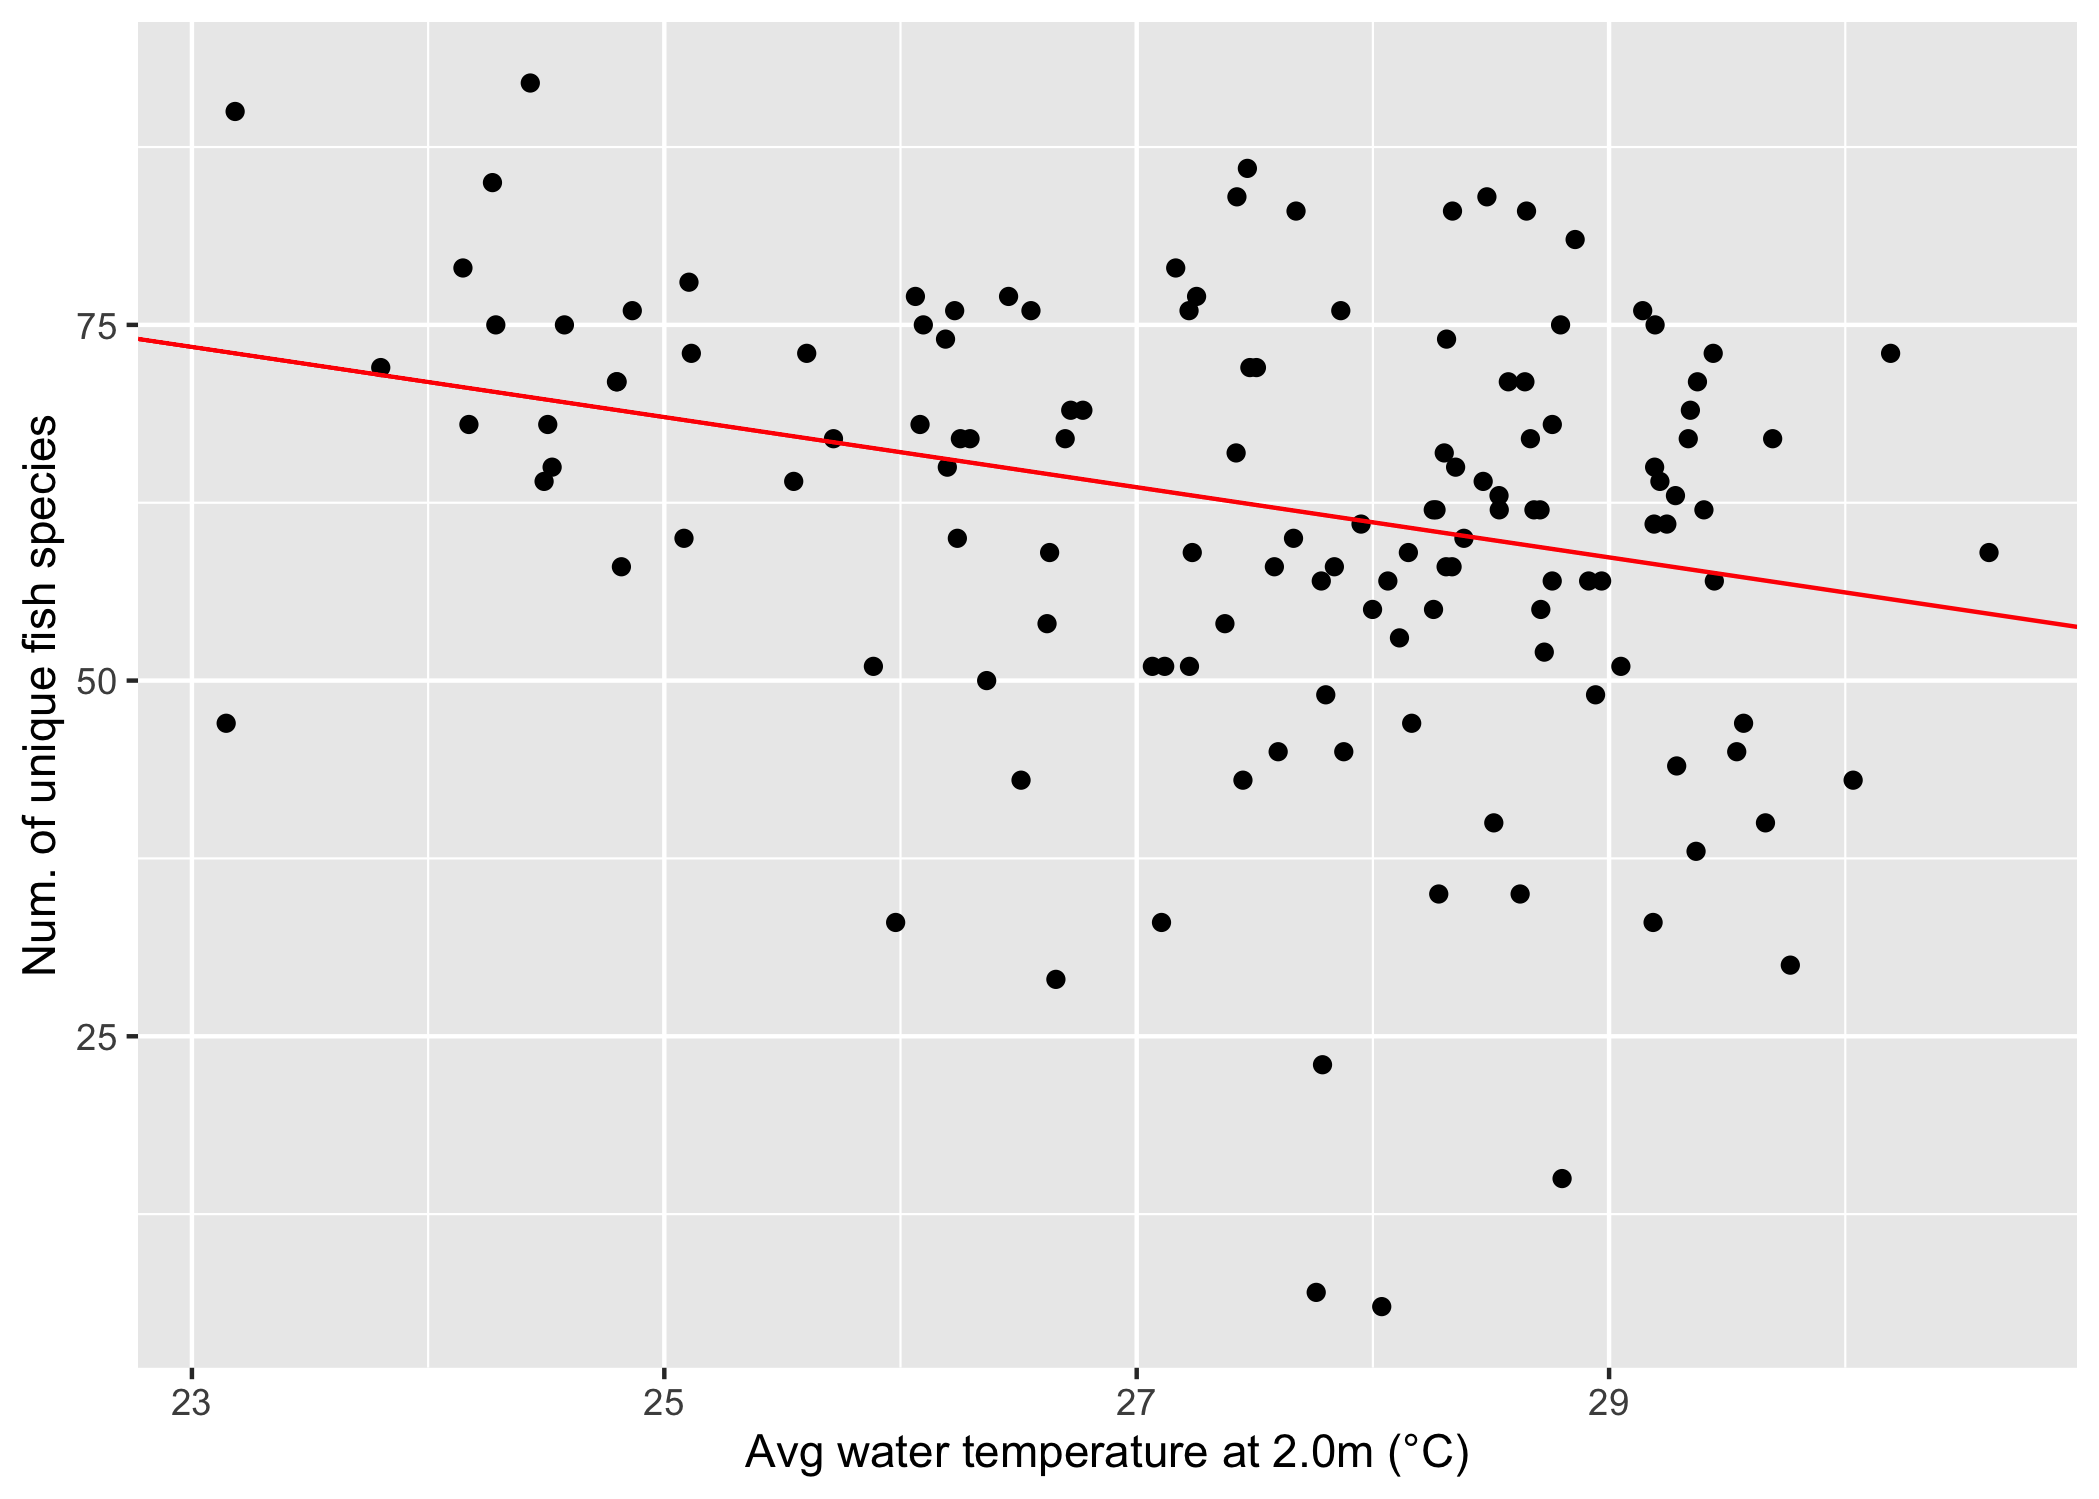 Num. of unique fish species
75
50
25
23 25 27 29
Avg water temperature at 2.0m (°C)